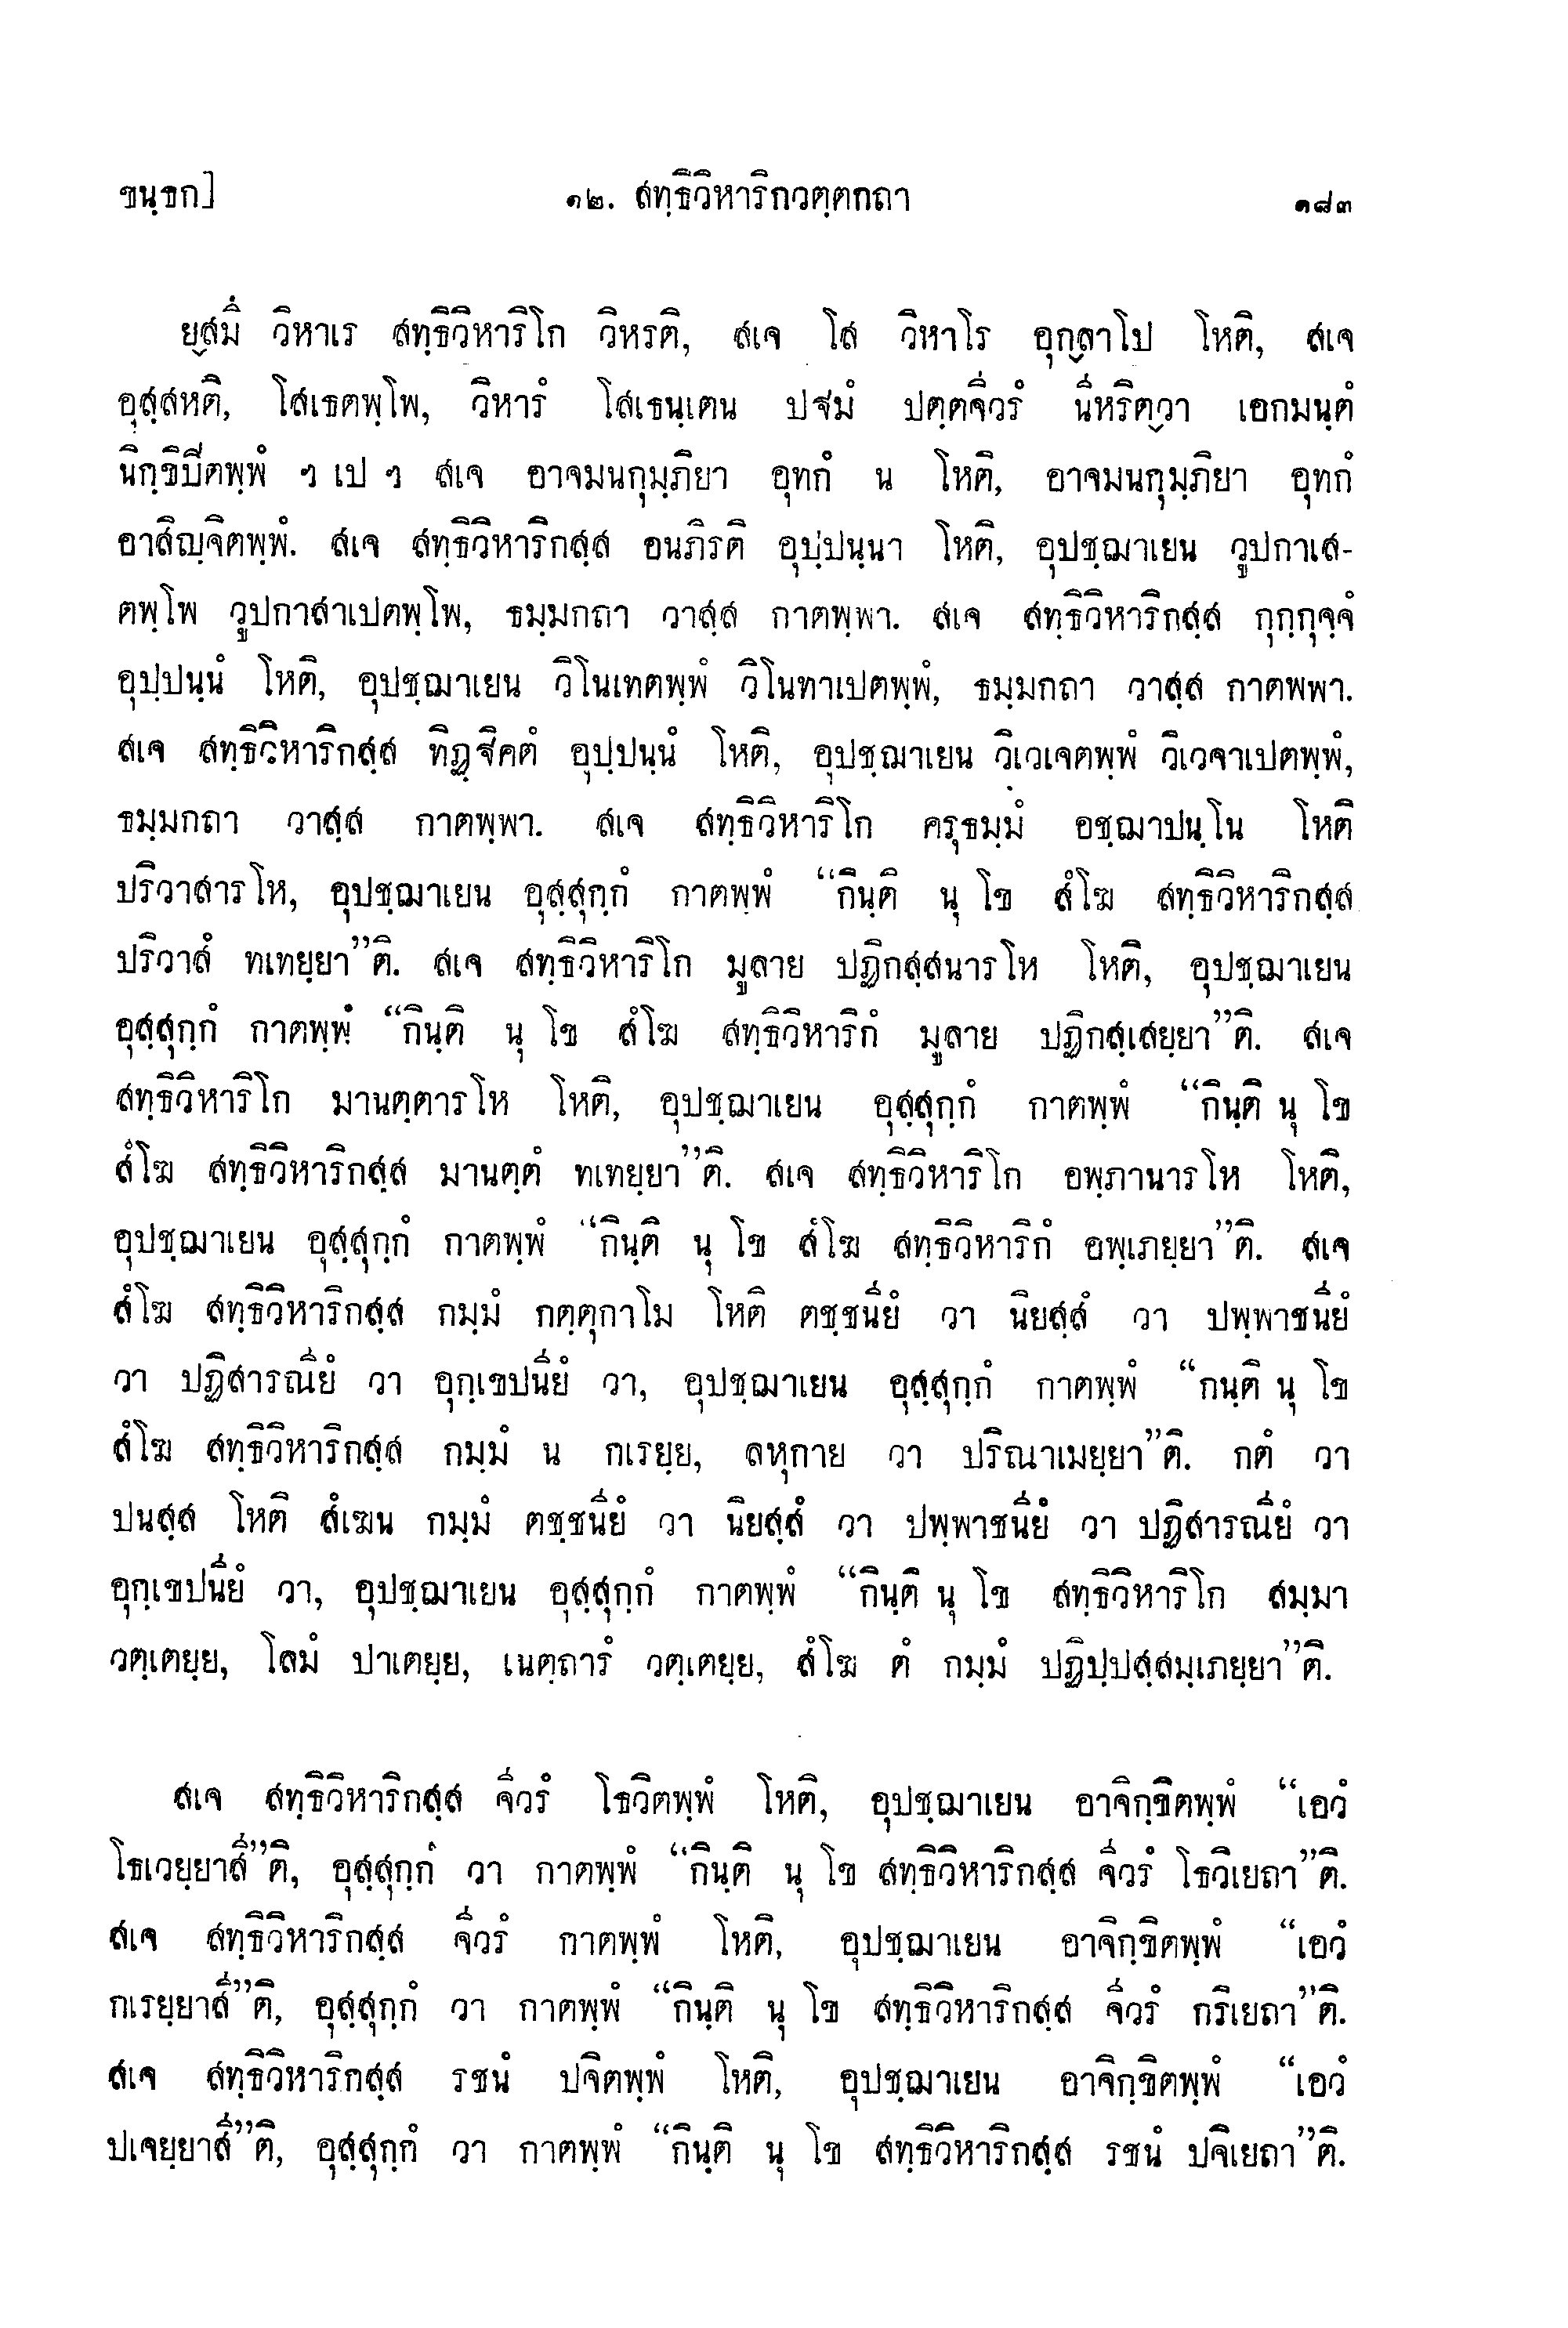 ขนฺธก]
๑๒. สทฺธิวิหาริกวตฺตกถา
๑๘๓
ยสฺมึ วิหาเร สทฺธิวิหาริโก วิหรติ, สเจ โส วิหาโร อุกฺลาโป โหติ, สเจ
อุสฺสหติ, โสเธตพฺโพ, วิหารํ โสเธนฺเตน ปฐมํ ปตฺตจีวรํ นีหริตฺวา เอกมนฺตํ
นิกฺขิปิตพฺพํ ฯ เป ฯ สเจ อาจมนกุมฺภิยา อุทกํ น โหติ, อาจมนกุมฺภิยา อุทกํ
อาสิญฺจิตพฺพํ. สเจ สทฺธิวิหาริกสฺส อนภิรติ อุปฺปนฺนา โหติ, อุปชฺฌาเยน วูปกาเส-
ตพฺโพ วูปกาสาเปตพฺโพ, ธมฺมกถา วาสฺส กาตพฺพา. สเจ สทฺธิวิหาริกสฺส กุกฺกุจฺจํ
อุปฺปนฺนํ โหติ, อุปชฺฌาเยน วิโนเทตพฺพํ วิโนทาเปตพฺพํ, ธมฺมกถา วาสฺส กาตพพา.
สเจ สทฺธิวิหาริกสฺส ทิฏฺฐิคตํ อุปฺปนฺนํ โหติ, อุปชฺฌาเยน วิเวเจตพฺพํ วิเวจาเปตพฺพํ,
ธมฺมกถา วาสฺส กาตพฺพา. สเจ สทฺธิวิหาริโก ครุธมฺมํ อชฺฌาปนฺโน โหติ
ปริวาสารโห, อุปชฺฌาเยน อุสฺสุกฺกํ กาตพฺพํ “กินฺติ นุ โข สํโฆ สทฺธิวิหาริกสฺส
ปริวาสํ ทเทยฺยา”ติ. สเจ สทฺธิวิหาริโก มูลาย ปฏิกสฺสนารโห โหติ, อุปชฺฌาเยน
อุสฺสุกฺกํ กาตพฺพํ “กินฺติ นุ โข สํโฆ สทฺธิวิหาริกํ มูลาย ปฏิกสฺเสยฺยา”ติ. สเจ
สทฺธิวิหาริโก มานตฺตารโห โหติ, อุปชฺฌาเยน อุสฺสุกฺกํ กาตพฺพํ “กินฺติ นุ โข
สํโฆ สทฺธิวิหาริกสฺส มานตฺตํ ทเทยฺยา”ติ. สเจ สทฺธิวิหาริโก อพฺภานารโห โหติ,
อุปชฺฌาเยน อุสฺสุกฺกํ กาตพฺพํ “กินฺติ นุ โข สํโฆ สทฺธิวิหาริกํ อพฺเภยฺยา”ติ. สเจ
สํโฆ สทฺธิวิหาริกสฺส กมฺมํ กตฺตุกาโม โหติ ตชฺชนียํ วา นิยสฺสํ วา ปพฺพาชนียํ
วา ปฏิสารณียํ วา อุกฺเขปนียํ วา, อุปชฺฌาเยน อุสฺสุกฺกํ กาตพฺพํ “กนฺติ นุ โข
สํโฆ สทฺธิวิหาริกสฺส กมฺมํ น กเรยฺย, ลหุกาย วา ปริณาเมยฺยา”ติ. กตํ วา
ปนสฺส โหติ สํเฆน กมฺมํ ตชฺชนียํ วา นิยสฺสํ วา ปพฺพาชนียํ วา ปฏิสารณียํ วา
อุกฺเขปนียํ วา, อุปชฺฌาเยน อุสฺสุกฺกํ กาตพฺพํ “กินฺติ นุ โข สทฺธิวิหาริโก สมฺมา
วตฺเตยฺย, โลมํ ปาเตยฺย, เนตฺถารํ วตฺเตยฺย, สํโฆ ตํ กมฺมํ ปฏิปฺปสฺสมฺเภยฺยา”ติ.
สเจ สทฺธิวิหาริกสฺส จีวรํ โธวิตพฺพํ โหติ, อุปชฺฌาเยน อาจิกฺขิตพฺพํ “เอวํ
โธเวยฺยาสี”ติ, อุสฺสุกฺกํ วา กาตพฺพํ “กินฺติ นุ โข สทฺธิวิหาริกสฺส จีวรํ โธวิเยถา”ติ.
สเจ สทฺธิวิหาริกสฺส จีวรํ กาตพฺพํ โหติ, อุปชฺฌาเยน อาจิกฺขิตพฺพํ “เอวํ
กเรยฺยาสี”ติ, อุสฺสุกฺกํ วา กาตพฺพํ “กินฺติ นุ โข สทฺธิวิหาริกสฺส จีวรํ กริเยถา”ติ.
สเจ สทฺธิวิหาริกสฺส รชนํ ปจิตพฺพํ โหติ, อุปชฺฌาเยน อาจิกฺขิตพฺพํ “เอวํ
ปเจยฺยาสี”ติ, อุสฺสุกฺกํ วา กาตพฺพํ “กินฺติ นุ โข สทฺธิวิหาริกสฺส รชนํ ปจิเยถา”ติ.